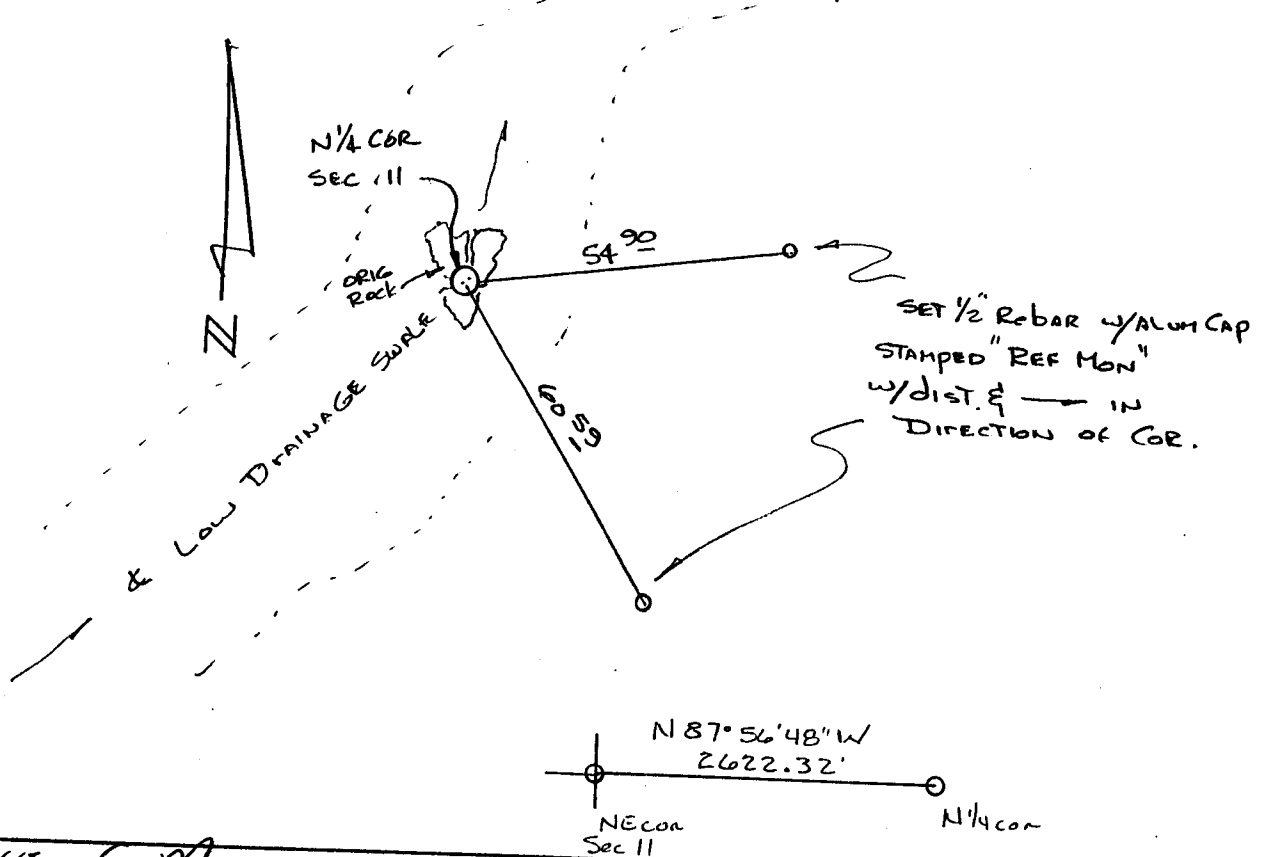 N 1/4 COR
SEC 11
ORIG
Rock
54 90
60 59
N
SET 1/2" RebAR w/ALUM CAP
STAMPED "REF MON"
w/dIST. & → IN
DIRECTION OF COR.
LOW DRAINAGE SWALE
N 87° 56' 48" W
2622.32'
NE COR
Sec 11
N 1/4 COR